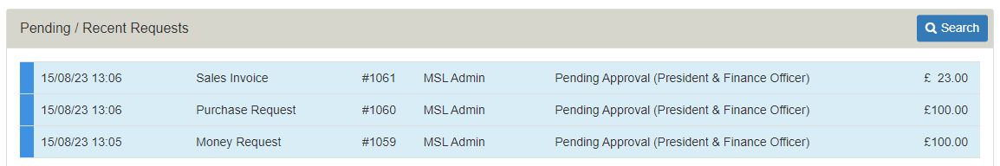 Pending / Recent Requests Search
15/08/23 13:06 Sales Invoice #1061 MSL Admin Pending Approval (President & Finance Officer) £ 23.00
15/08/23 13:06 Purchase Request #1060 MSL Admin Pending Approval (President & Finance Officer) £100.00
15/08/23 13:05 Money Request #1059 MSL Admin Pending Approval (President & Finance Officer) £100.00